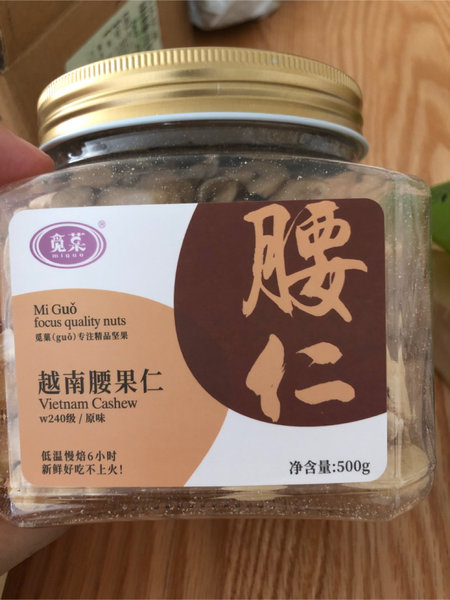 觅菓
miguo
®
Mi Guǒ
focus quality nuts
觅菓(guǒ)专注精品坚果
越南腰果仁
Vietnam Cashew
w240级 / 原味
低温慢焙6小时
新鲜好吃不上火!
腰仁
净含量:500g